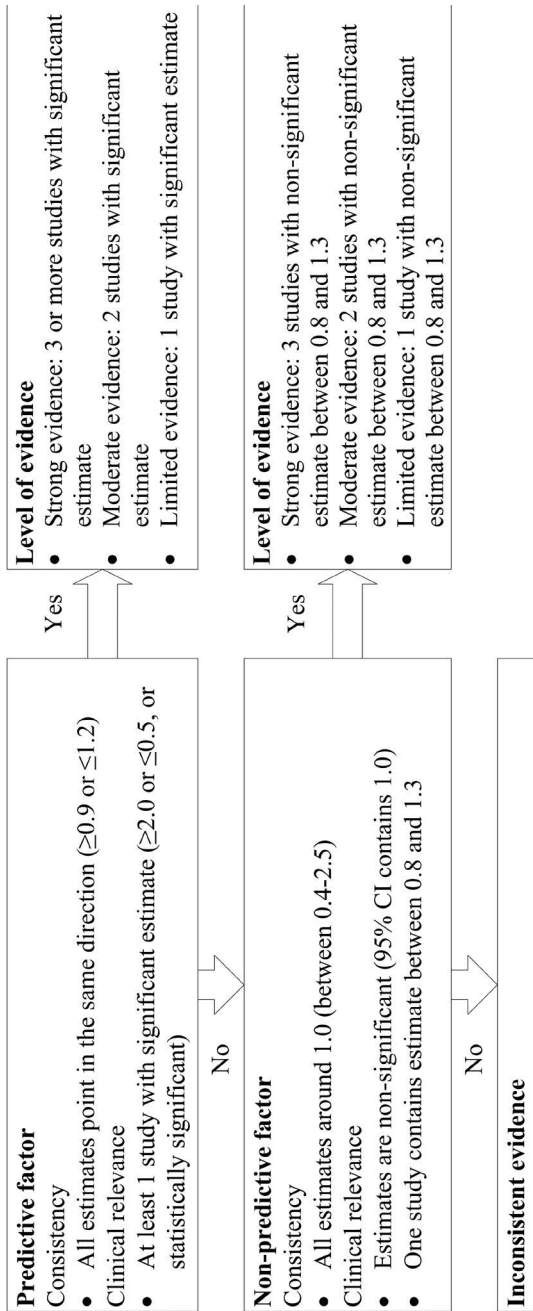 Predictive factor
Consistency
• All estimates point in the same direction (≥0.9 or ≤1.2)
Clinical relevance
• At least 1 study with significant estimate (≥2.0 or ≤0.5, or
statistically significant)
Yes
Level of evidence
• Strong evidence: 3 or more studies with significant
estimate
• Moderate evidence: 2 studies with significant
estimate
• Limited evidence: 1 study with significant estimate
No
Non-predictive factor
Consistency
• All estimates around 1.0 (between 0.4-2.5)
Clinical relevance
• Estimates are non-significant (95% CI contains 1.0)
• One study contains estimate between 0.8 and 1.3
Yes
Level of evidence
• Strong evidence: 3 studies with non-significant
estimate between 0.8 and 1.3
• Moderate evidence: 2 studies with non-significant
estimate between 0.8 and 1.3
• Limited evidence: 1 study with non-significant
estimate between 0.8 and 1.3
No
Inconsistent evidence